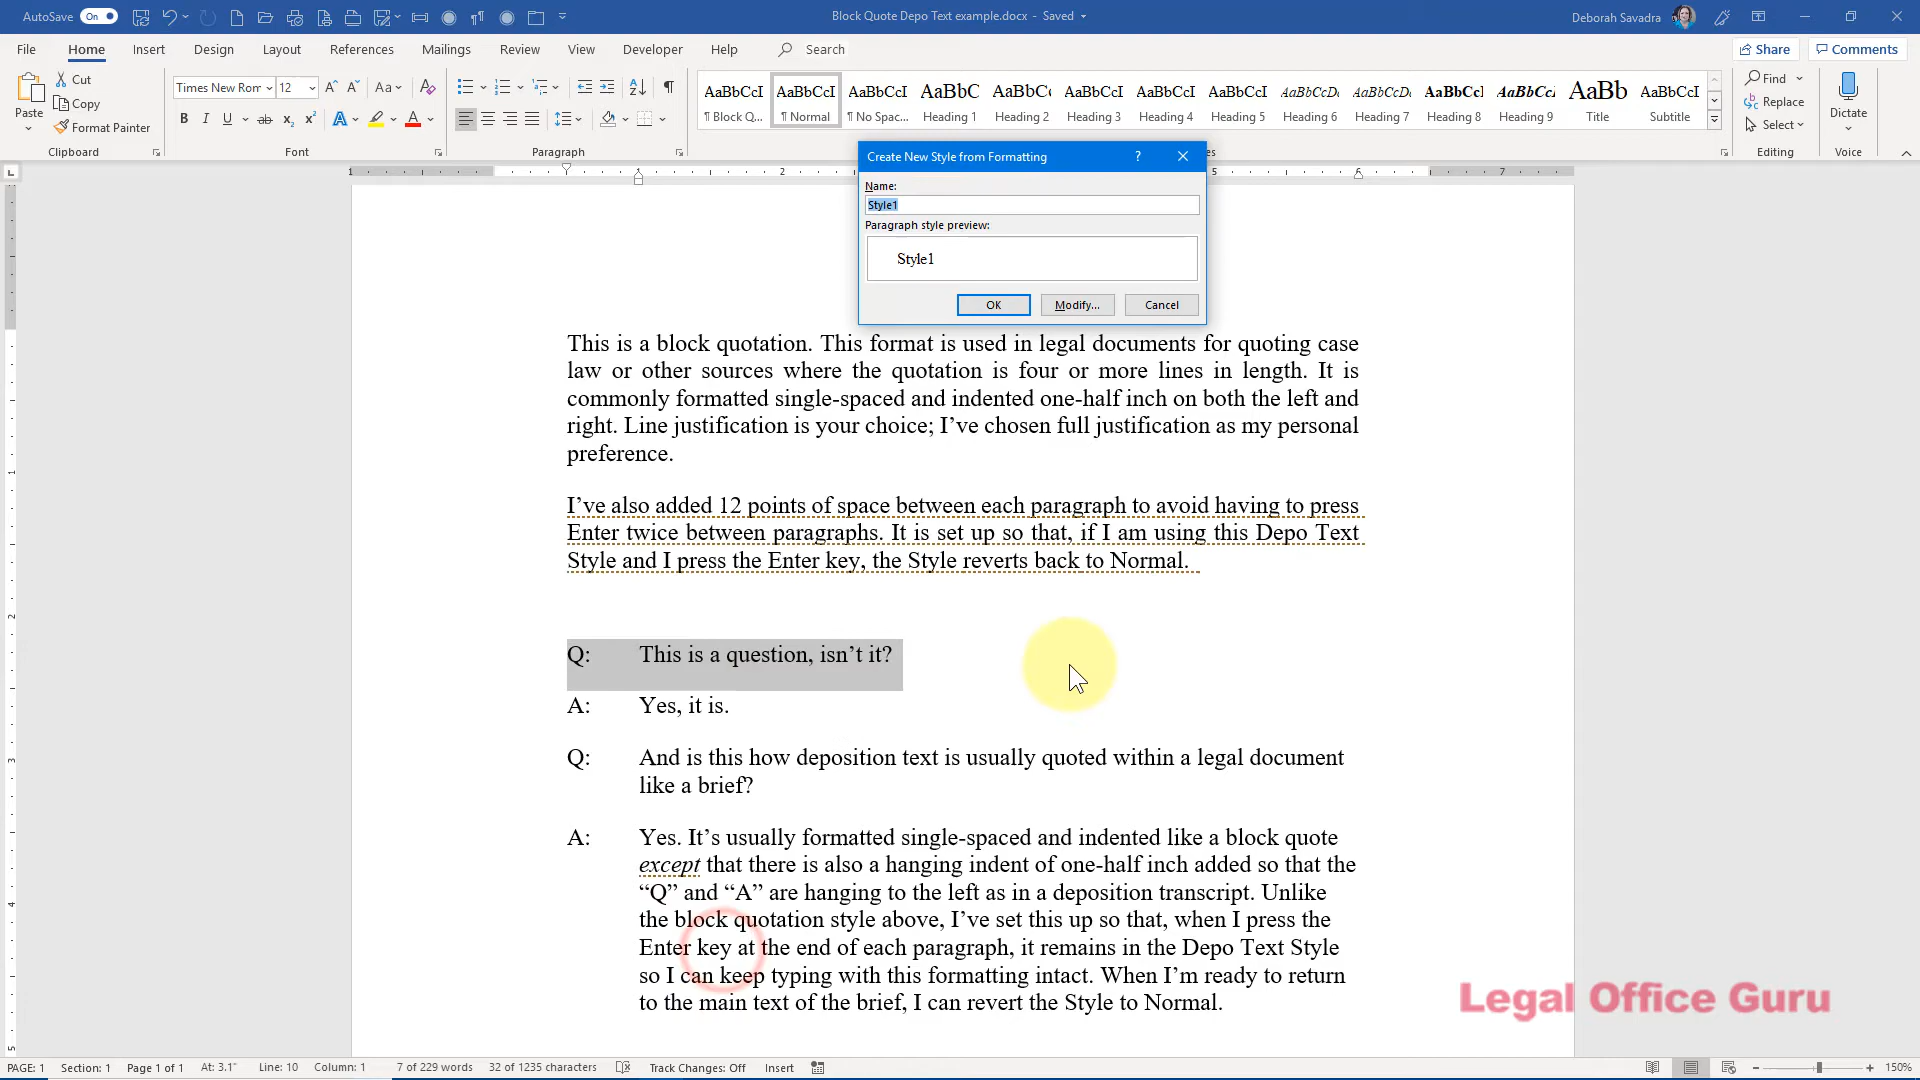 AutoSave On Block Quote Depo Text example.docx - Saved Deborah Savadra
File Home Insert Design Layout References Mailings Review View Developer Help Search Share Comments
Paste
Cut
Copy
Format Painter
Clipboard
Times New Ror 12
Font
Paragraph
AaBbCcI AaBbCcI AaBbCcI AaBbC AaBbC AaBbCcI AaBbCcI AaBbCcI AaBbCcD AaBbCcD AaBbCcI AaBbCcI AaBb AaBbCcI
¶ Block Q... ¶ Normal ¶ No Spac... Heading 1 Heading 2 Heading 3 Heading 4 Heading 5 Heading 6 Heading 7 Heading 8 Heading 9 Title Subtitle
Find
Replace
Select
Editing
Dictate
Voice
Create New Style from Formatting ?
Name:
Style1
Paragraph style preview:
Style1
OK Modify... Cancel
1 2 5 7
This is a block quotation. This format is used in legal documents for quoting case
law or other sources where the quotation is four or more lines in length. It is
commonly formatted single-spaced and indented one-half inch on both the left and
right. Line justification is your choice; I’ve chosen full justification as my personal
preference.
I’ve also added 12 points of space between each paragraph to avoid having to press
Enter twice between paragraphs. It is set up so that, if I am using this Depo Text
Style and I press the Enter key, the Style reverts back to Normal.
Q: This is a question, isn’t it?
A: Yes, it is.
Q: And is this how deposition text is usually quoted within a legal document
like a brief?
A: Yes. It’s usually formatted single-spaced and indented like a block quote
except that there is also a hanging indent of one-half inch added so that the
“Q” and “A” are hanging to the left as in a deposition transcript. Unlike
the block quotation style above, I’ve set this up so that, when I press the
Enter key at the end of each paragraph, it remains in the Depo Text Style
so I can keep typing with this formatting intact. When I’m ready to return
to the main text of the brief, I can revert the Style to Normal.
Legal Office Guru
PAGE: 1 Section: 1 Page 1 of 1 At: 3.1" Line: 10 Column: 1 7 of 229 words 32 of 1235 characters Track Changes: Off Insert 150%